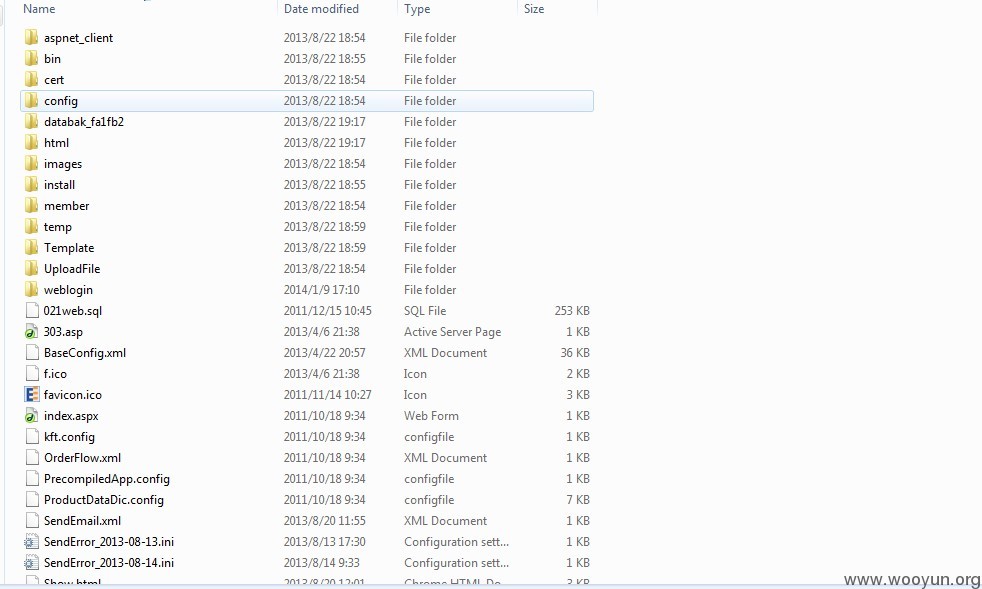 Name Date modified Type Size
aspnet_client 2013/8/22 18:54 File folder
bin 2013/8/22 18:55 File folder
cert 2013/8/22 18:54 File folder
config 2013/8/22 18:54 File folder
databak_fa1fb2 2013/8/22 19:17 File folder
html 2013/8/22 19:17 File folder
images 2013/8/22 18:54 File folder
install 2013/8/22 18:55 File folder
member 2013/8/22 18:54 File folder
temp 2013/8/22 18:59 File folder
Template 2013/8/22 18:59 File folder
UploadFile 2013/8/22 18:54 File folder
weblogin 2014/1/9 17:10 File folder
021web.sql 2011/12/15 10:45 SQL File 253 KB
303.asp 2013/4/6 21:38 Active Server Page 1 KB
BaseConfig.xml 2013/4/22 20:57 XML Document 36 KB
f.ico 2013/4/6 21:38 Icon 2 KB
favicon.ico 2011/11/14 10:27 Icon 3 KB
index.aspx 2011/10/18 9:34 Web Form 1 KB
kft.config 2011/10/18 9:34 configfile 1 KB
OrderFlow.xml 2011/10/18 9:34 XML Document 1 KB
PrecompiledApp.config 2011/10/18 9:34 configfile 1 KB
ProductDataDic.config 2011/10/18 9:34 configfile 7 KB
SendEmail.xml 2013/8/20 11:55 XML Document 1 KB
SendError_2013-08-13.ini 2013/8/13 17:30 Configuration sett... 1 KB
SendError_2013-08-14.ini 2013/8/14 9:33 Configuration sett... 1 KB
Show.html 2013/8/20 12:01 Chrome HTML Do... 3 KB
www.wooyun.org